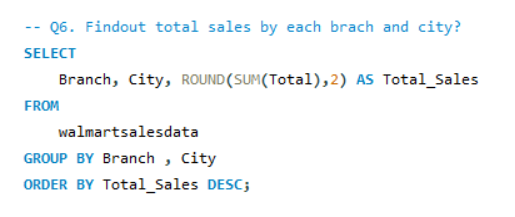 -- Q6. Findout total sales by each brach and city?
SELECT
Branch, City, ROUND(SUM(Total),2) AS Total_Sales
FROM
walmartsalesdata
GROUP BY Branch , City
ORDER BY Total_Sales DESC;